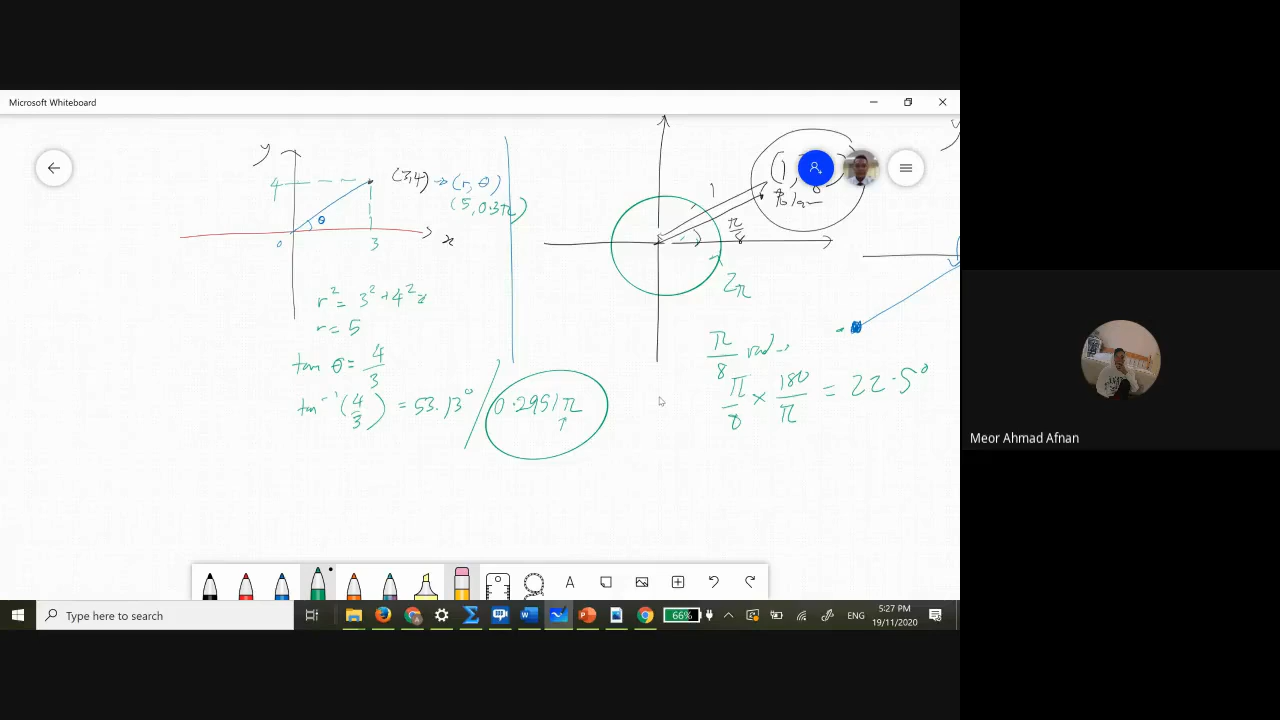 Microsoft Whiteboard
y
4
(3,4) → (r, θ)
(5, 0.3π)
θ
0
3
x
r² = 3² + 4²
r = 5
tan θ = 4/3
tan⁻¹(4/3) = 53.13° / 0.2951π
1
(1,
Polar
π/8
2π
π/8 rad →
π/8 × 180/π = 22.5°
y
Meor Ahmad Afnan
A
Type here to search
66%
ENG
5:27 PM
19/11/2020